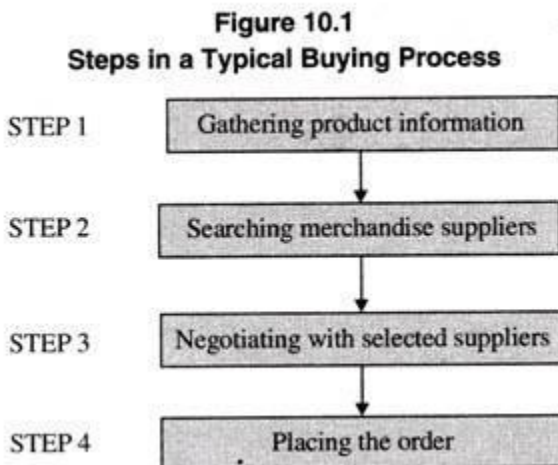 Figure 10.1
Steps in a Typical Buying Process
STEP 1 Gathering product information
STEP 2 Searching merchandise suppliers
STEP 3 Negotiating with selected suppliers
STEP 4 Placing the order